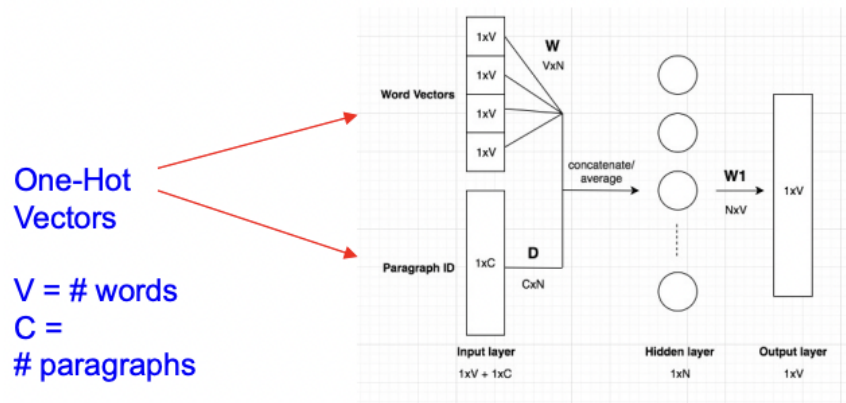 One-Hot
Vectors
V = # words
C =
# paragraphs
1xV
1xV
1xV
1xV
Word Vectors
W
VxN
Paragraph ID
1xC
D
CxN
concatenate/
average
W1
NxV
1xV
Input layer
1xV + 1xC
Hidden layer
1xN
Output layer
1xV